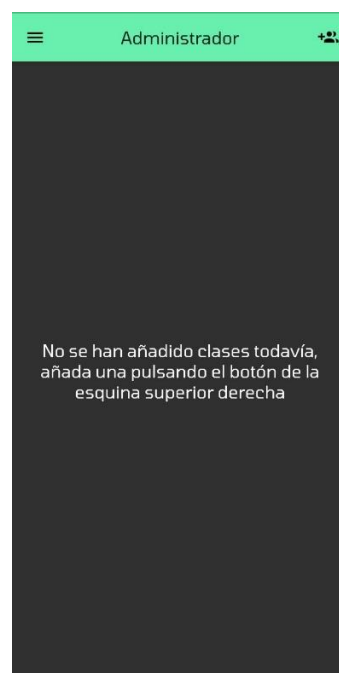 Administrador
No se han añadido clases todavía,
añada una pulsando el botón de la
esquina superior derecha